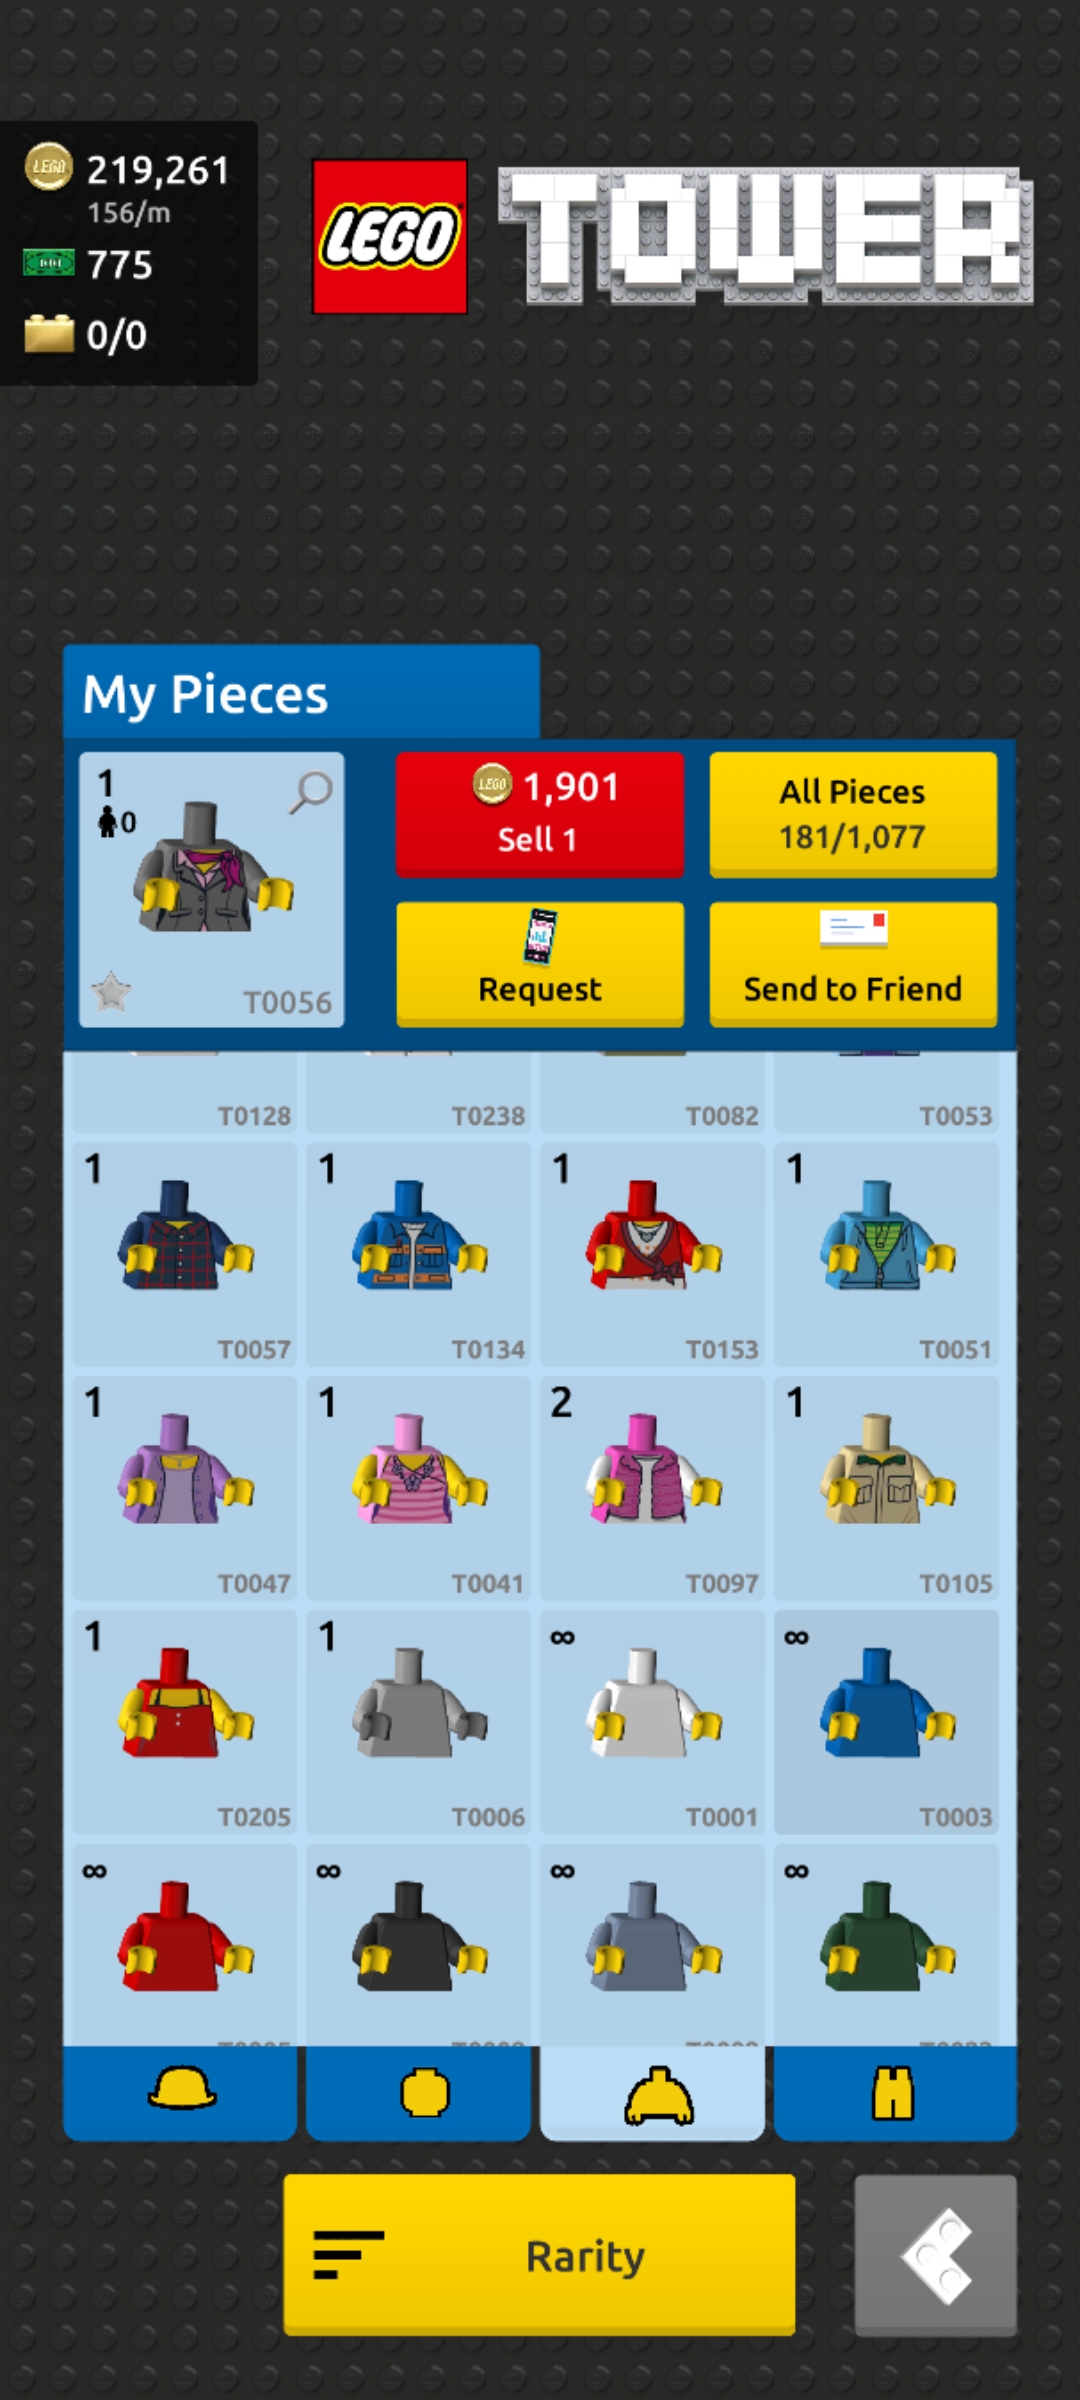 219,261
156/m
775
0/0
LEGO
TOWER
My Pieces
1
0
T0056
1,901
Sell 1
All Pieces
181/1,077
Request
Send to Friend
T0128
T0238
T0082
T0053
1
1
1
1
T0057
T0134
T0153
T0051
1
1
2
1
T0047
T0041
T0097
T0105
1
1
∞
∞
T0205
T0006
T0001
T0003
∞
∞
∞
∞
Rarity